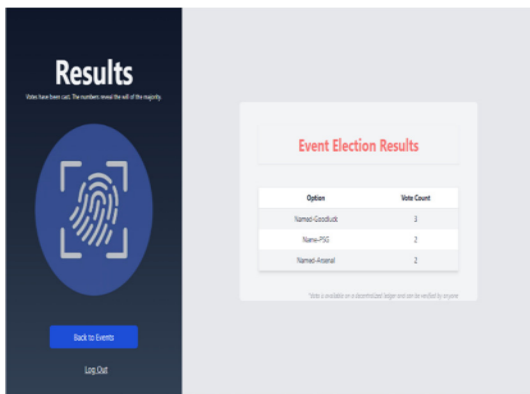 Results
Votes have been cast. The numbers reveal the will of the majority.
Back to Events
Log Out
Event Election Results
Option Vote Count
Named-Goodluck 3
Name-PSG 2
Named-Arsenal 2
*Vote is available on a decentralized ledger and can be verified by anyone